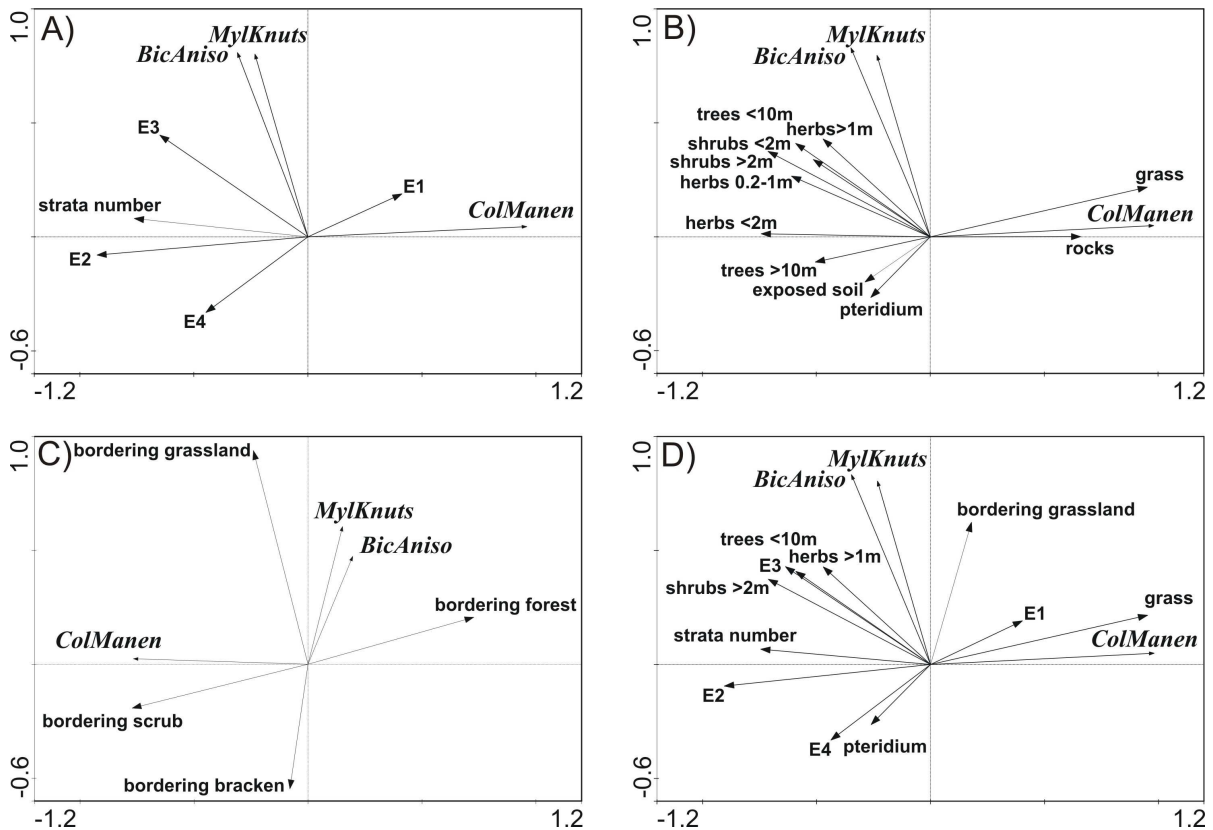 A)
1.0
MylKnuts
BicAniso
E3
E1
strata number
ColManen
E2
E4
-0.6
-1.2
1.2
B)
1.0
MylKnuts
BicAniso
trees <10m
herbs>1m
shrubs <2m
shrubs >2m
herbs 0.2-1m
grass
ColManen
herbs <2m
rocks
trees >10m
exposed soil
pteridium
-0.6
-1.2
1.2
C)
1.0
bordering grassland
MylKnuts
BicAniso
bordering forest
ColManen
bordering scrub
bordering bracken
-0.6
-1.2
1.2
D)
1.0
MylKnuts
BicAniso
bordering grassland
trees <10m
herbs >1m
E3
shrubs >2m
grass
E1
strata number
ColManen
E2
E4
pteridium
-0.6
-1.2
1.2